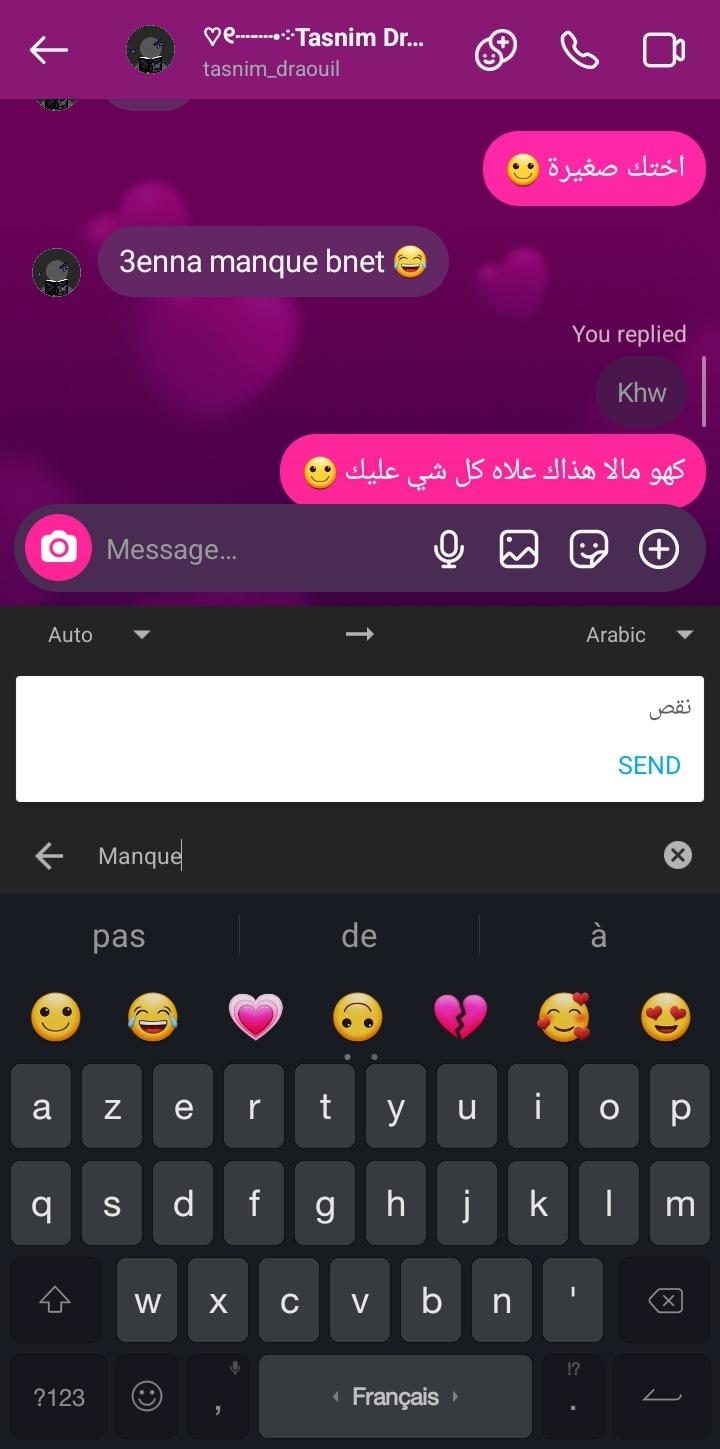 ♡୧┈┈┈•༶Tasnim Dr...
tasnim_draouil
اختك صغيرة 🙂
3enna manque bnet 😂
You replied
Khw
كهو مالا هذاك علاه كل شي عليك 🙂
Message...
Auto
Arabic
نقص
SEND
Manque
pas de à
a z e r t y u i o p
q s d f g h j k l m
w x c v b n '
?123 , Français !? .